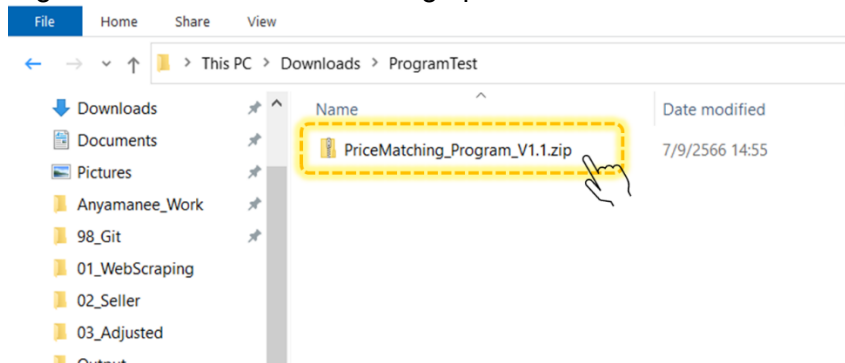 File Home Share View
This PC > Downloads > ProgramTest
Downloads
Name
Date modified
Documents
PriceMatching_Program_V1.1.zip
7/9/2566 14:55
Pictures
Anyamanee_Work
98_Git
01_WebScraping
02_Seller
03_Adjusted